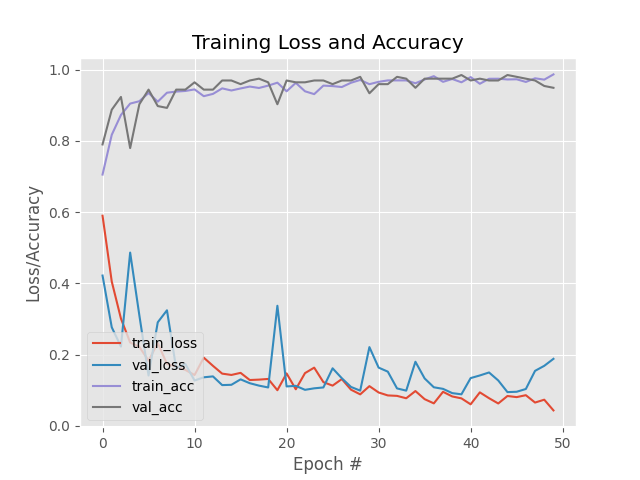 Training Loss and Accuracy
1.0
0.8
0.6
0.4
0.2
0.0
Loss/Accuracy
train_loss
val_loss
train_acc
val_acc
0 10 20 30 40 50
Epoch #